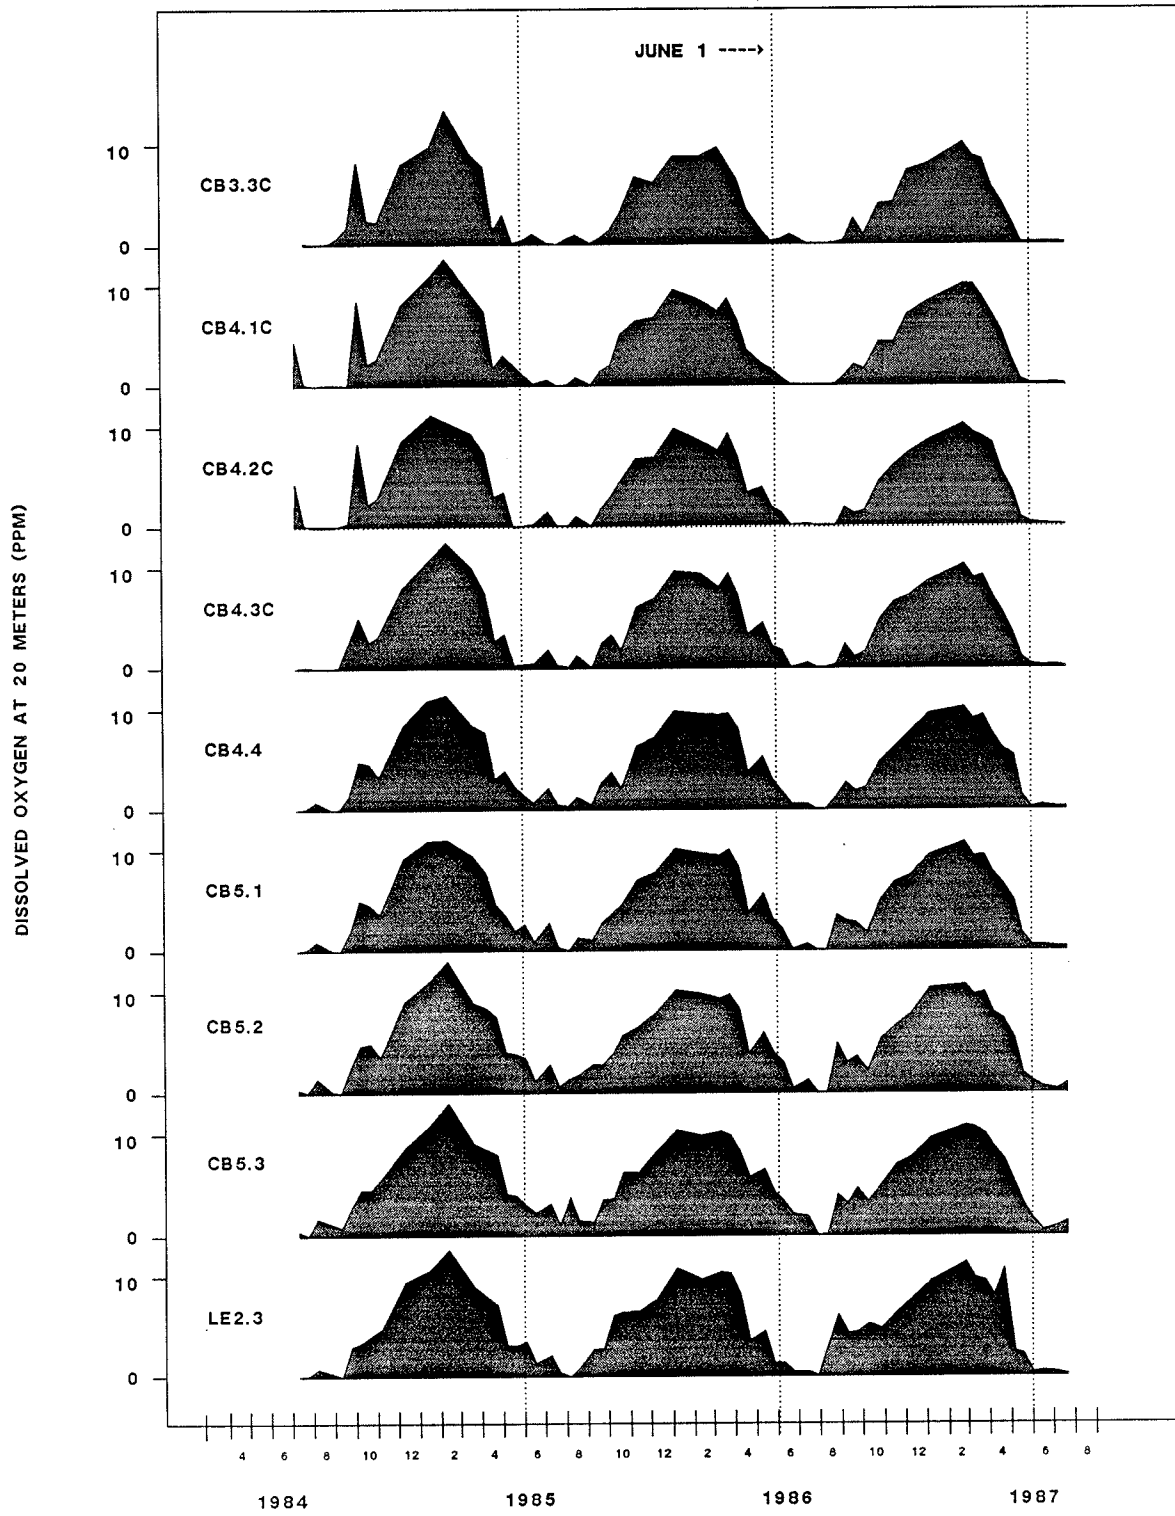 JUNE 1 ---->
10
CB3.3C
0
10
CB4.1C
0
10
CB4.2C
0
10
CB4.3C
0
10
CB4.4
0
10
CB5.1
0
10
CB5.2
0
10
CB5.3
0
10
LE2.3
0
DISSOLVED OXYGEN AT 20 METERS (PPM)
4 6 8 10 12 2 4 6 8 10 12 2 4 6 8 10 12 2 4 6 8
1984 1985 1986 1987